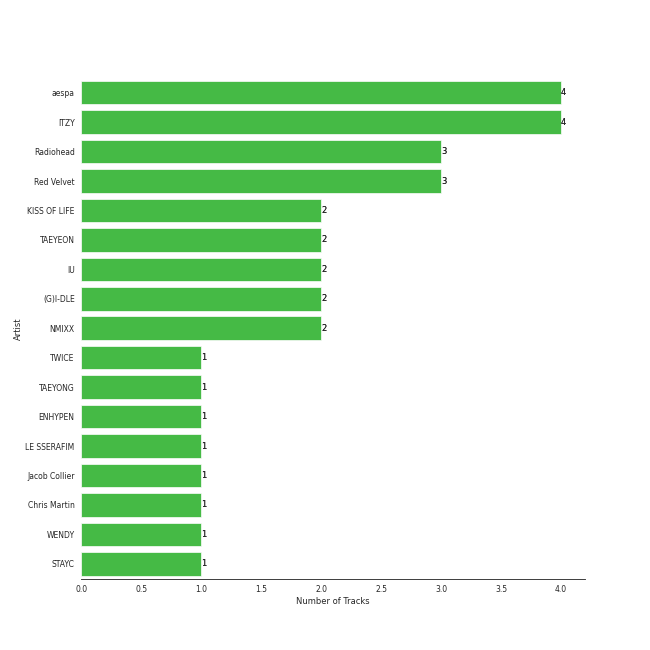 aespa 4
ITZY 4
Radiohead 3
Red Velvet 3
KISS OF LIFE 2
TAEYEON 2
IU 2
(G)I-DLE 2
NMIXX 2
TWICE 1
TAEYONG 1
ENHYPEN 1
LE SSERAFIM 1
Jacob Collier 1
Chris Martin 1
WENDY 1
STAYC 1
Artist
0.0 0.5 1.0 1.5 2.0 2.5 3.0 3.5 4.0
Number of Tracks